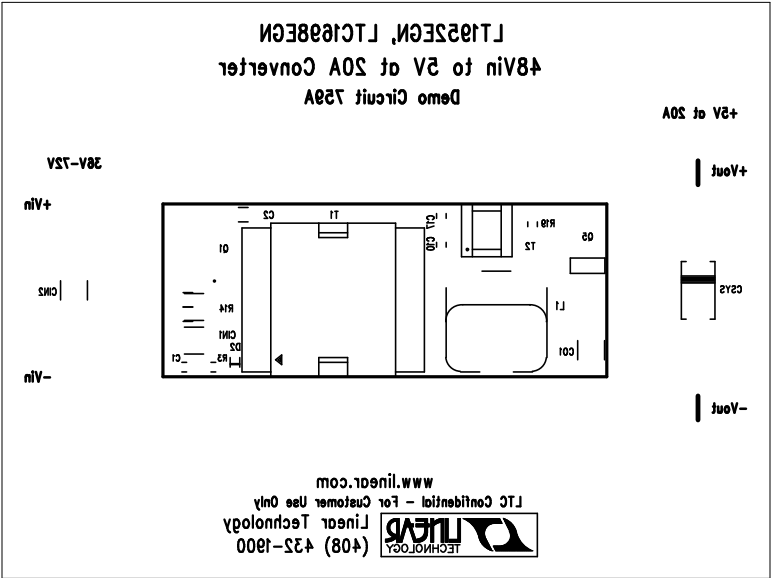 LT1952EGN, LTC1698EGN
48Vin to 5V at 20A Converter
Demo Circuit 759A
+5V at 20A
36V-72V
+Vout
+Vin
C2
T1
C17
R19
Q5
Q1
C10
T2
CIN2
CSYS
R14
L1
CIN1
D2
C1
R3
CO1
-Vin
-Vout
www.linear.com
LTC Confidential - For Customer Use Only
Linear Technology
(408) 432-1900
LINEAR
TECHNOLOGY